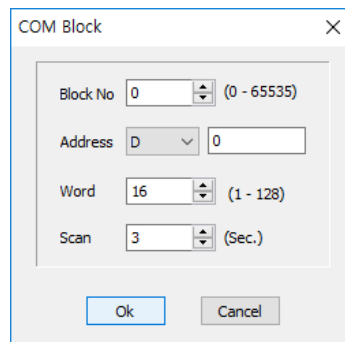 COM Block
Block No 0 (0 - 65535)
Address D 0
Word 16 (1 - 128)
Scan 3 (Sec.)
Ok Cancel